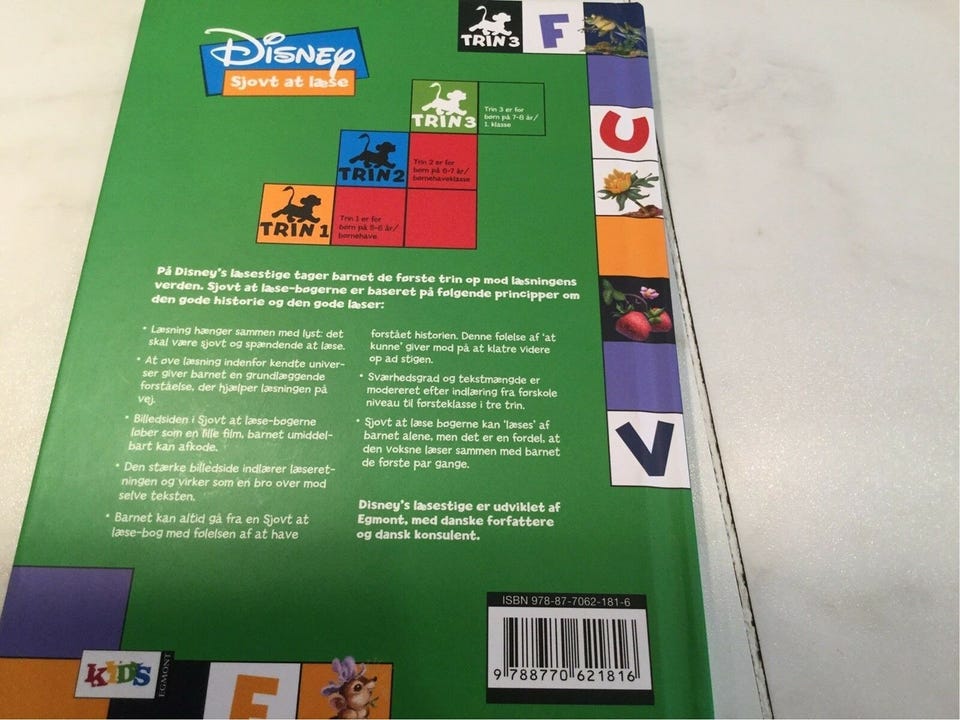 TRIN 3
F
DISNEY
Sjovt at læse
TRIN 3
Trin 3 er for
børn på 7-8 år/
1. klasse
TRIN 2
Trin 2 er for
børn på 6-7 år/
børnehaveklasse
TRIN 1
Trin 1 er for
børn på 5-6 år/
børnehave
U
V
På Disney's læsestige tager barnet de første trin op mod læsningens
verden. Sjovt at læse-bøgerne er baseret på følgende principper om
den gode historie og den gode læser:
• Læsning hænger sammen med lyst: det
skal være sjovt og spændende at læse.
• At øve læsning indenfor kendte univer-
ser giver barnet en grundlæggende
forståelse, der hjælper læsningen på
vej.
• Billedsiden i Sjovt at læse-bøgerne
løber som en lille film, barnet umiddel-
bart kan afkode.
• Den stærke billedside indlærer læseret-
ningen og virker som en bro over mod
selve teksten.
• Barnet kan altid gå fra en Sjovt at
læse-bog med følelsen af at have
forstået historien. Denne følelse af 'at
kunne' giver mod på at klatre videre
op ad stigen.
• Sværhedsgrad og tekstmængde er
modereret efter indlæring fra førskole
niveau til førsteklasse i tre trin.
• Sjovt at læse bøgerne kan 'læses' af
barnet alene, men det er en fordel, at
den voksne læser sammen med barnet
de første par gange.
Disney's læsestige er udviklet af
Egmont, med danske forfattere
og dansk konsulent.
ISBN 978-87-7062-181-6
9 788770 621816
KIDS
EGMONT
F